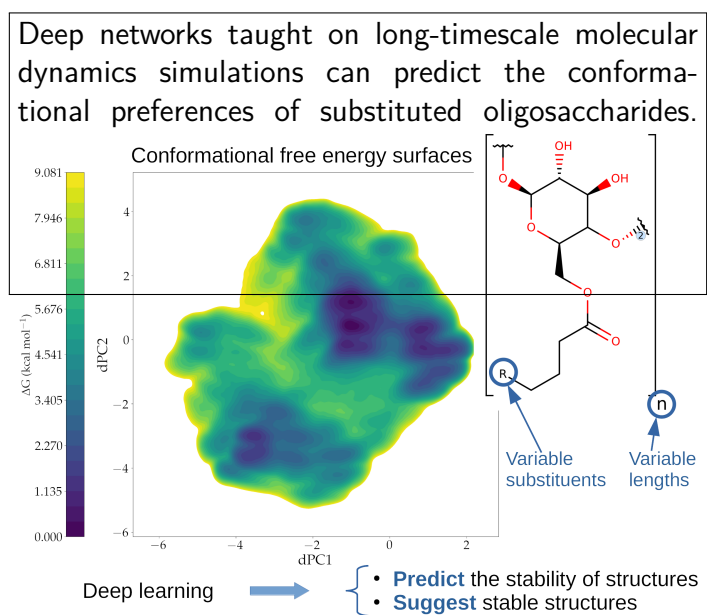 Deep networks taught on long-timescale molecular
dynamics simulations can predict the conforma-
tional preferences of substituted oligosaccharides.
Conformational free energy surfaces
9.081
7.946
6.811
5.676
4.541
3.405
2.270
1.135
0.000
ΔG (kcal mol⁻¹)
4
2
0
−2
−4
−6
dPC2
−6
−4
−2
0
2
dPC1
OH
OH
O
O
O
2
O
O
R
n
Variable
substituents
Variable
lengths
Deep learning
• Predict the stability of structures
• Suggest stable structures